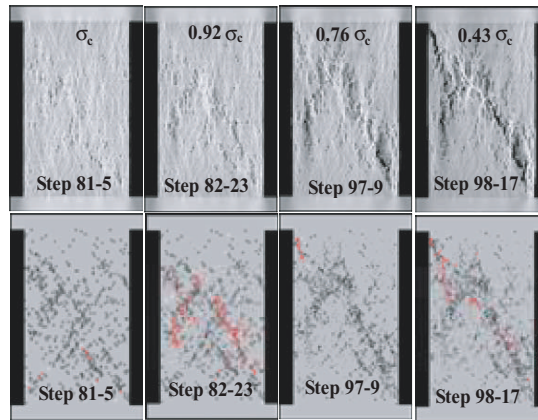 σc
0.92 σc
0.76 σc
0.43 σc
Step 81-5
Step 82-23
Step 97-9
Step 98-17
Step 81-5
Step 82-23
Step 97-9
Step 98-17